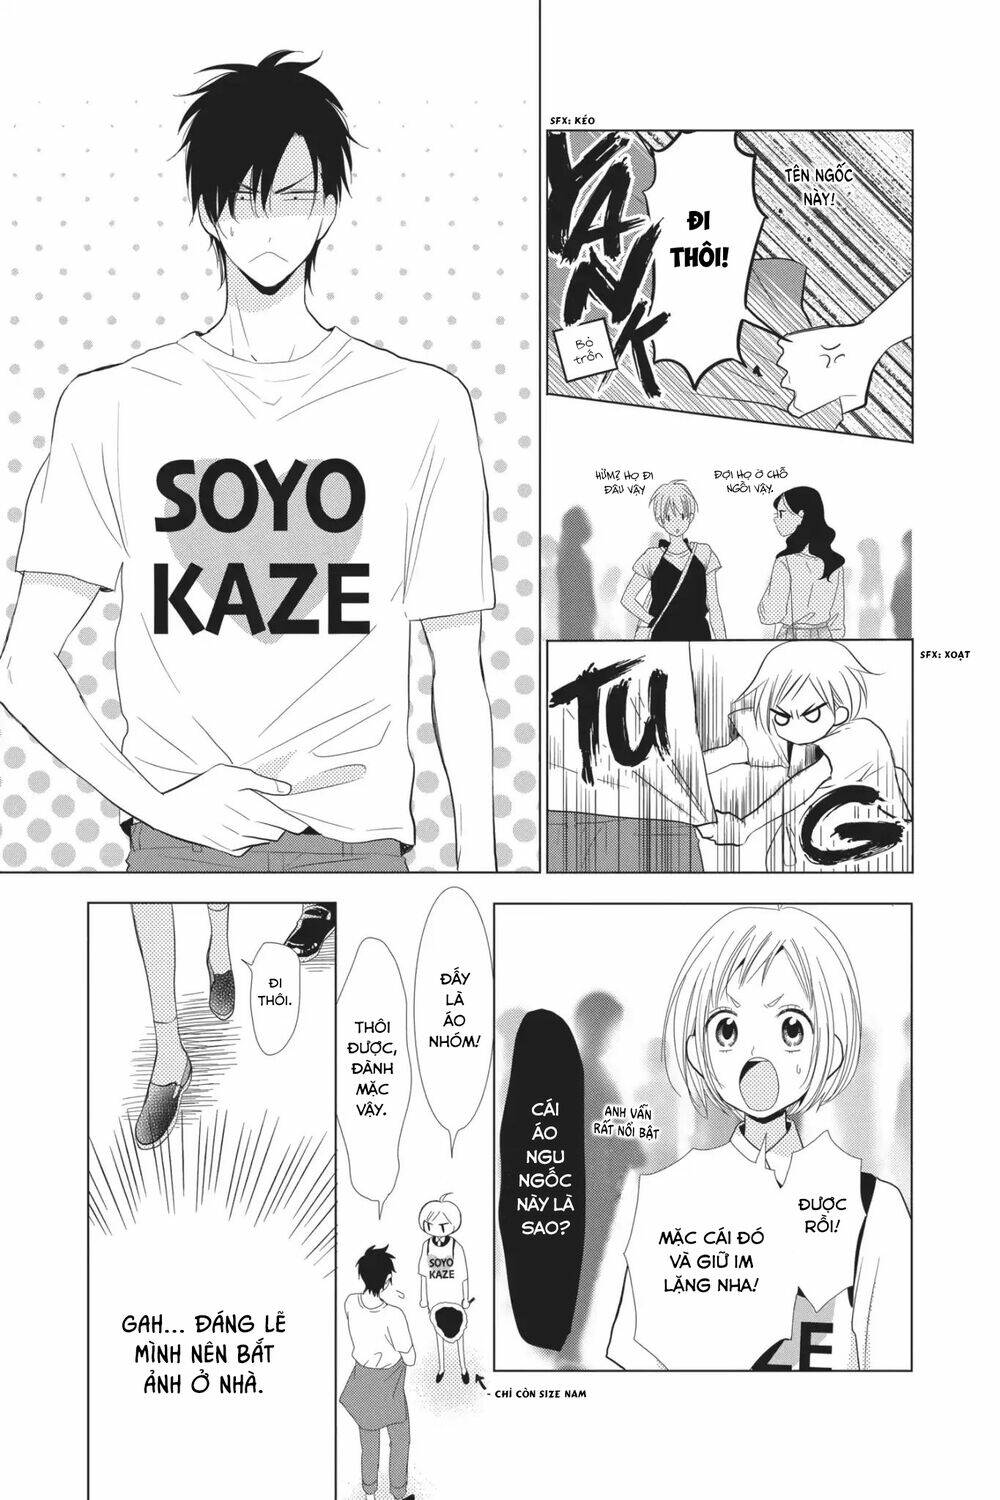 SFX: KÉO
TÊN NGỐC
NÀY!
ĐI
THÔI!
YANK
Bỏ
trốn
HỪM? HỌ ĐI
ĐÂU VẬY
ĐỢI HỌ Ở CHỖ
NGỒI VẬY.
SFX: XOẠT
TUG
SOYO
KAZE
ANH VẪN
RẤT NỔI BẬT
ĐƯỢC
RỒI!
MẶC CÁI ĐÓ
VÀ GIỮ IM
LẶNG NHA!
ZE
CÁI
ÁO
NGU
NGỐC
NÀY LÀ
SAO?
ĐẤY
LÀ
ÁO
NHÓM!
THÔI
ĐƯỢC,
ĐÀNH
MẶC
VẬY.
SOYO
KAZE
- CHỈ CÒN SIZE NAM
ĐI
THÔI.
GAH... ĐÁNG LẼ
MÌNH NÊN BẮT
ẢNH Ở NHÀ.